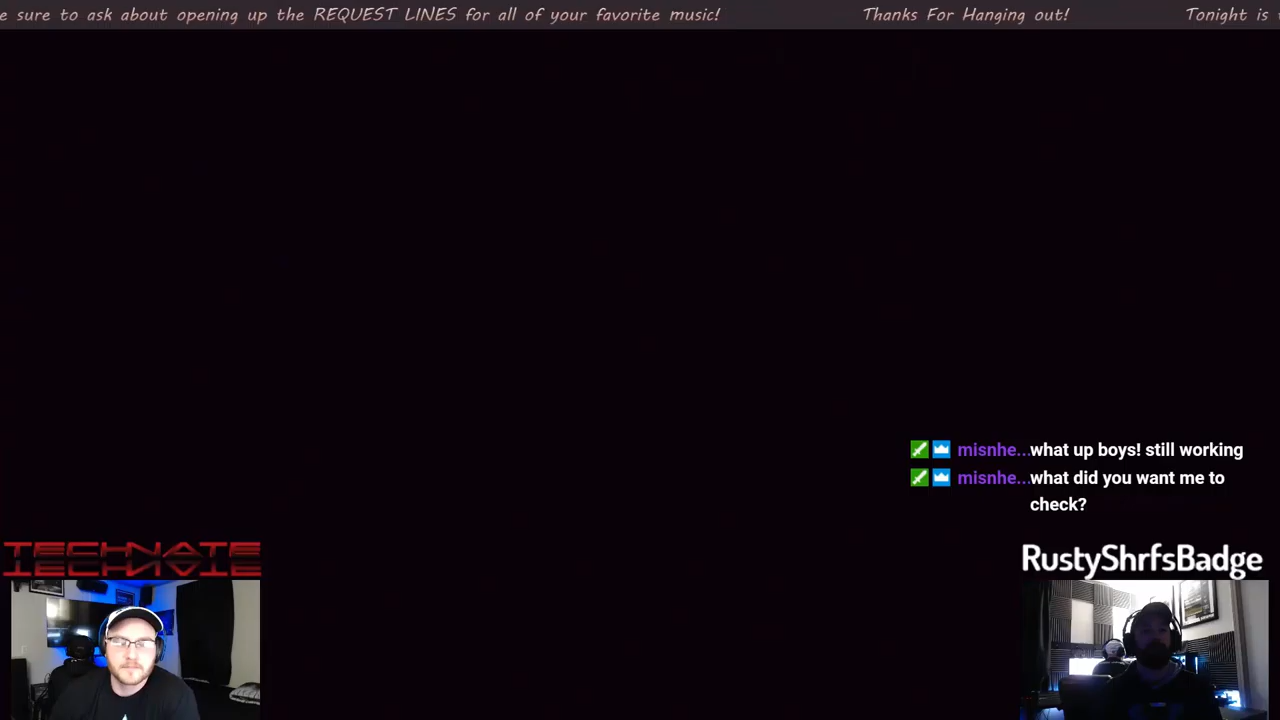 e sure to ask about opening up the REQUEST LINES for all of your favorite music! Thanks For Hanging out! Tonight is
misnhe... what up boys! still working
misnhe... what did you want me to
check?
TECHNATE
RustyShrfsBadge